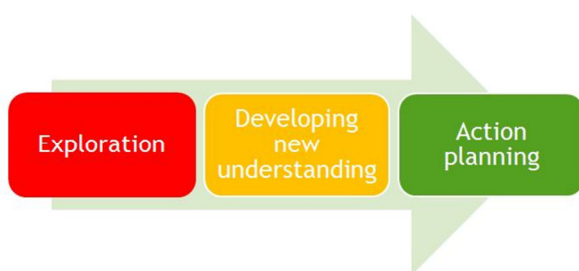 Exploration
Developing
new
understanding
Action
planning